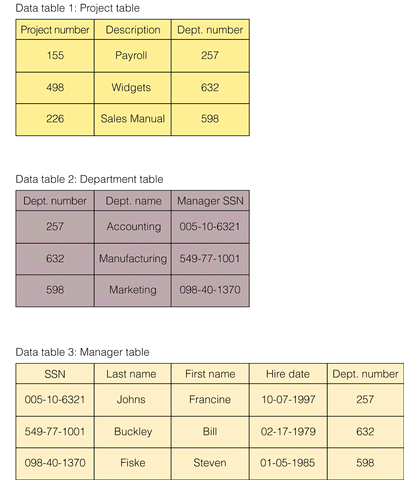 Data table 1: Project table
Project number Description Dept. number
155 Payroll 257
498 Widgets 632
226 Sales Manual 598
Data table 2: Department table
Dept. number Dept. name Manager SSN
257 Accounting 005-10-6321
632 Manufacturing 549-77-1001
598 Marketing 098-40-1370
Data table 3: Manager table
SSN Last name First name Hire date Dept. number
005-10-6321 Johns Francine 10-07-1997 257
549-77-1001 Buckley Bill 02-17-1979 632
098-40-1370 Fiske Steven 01-05-1985 598